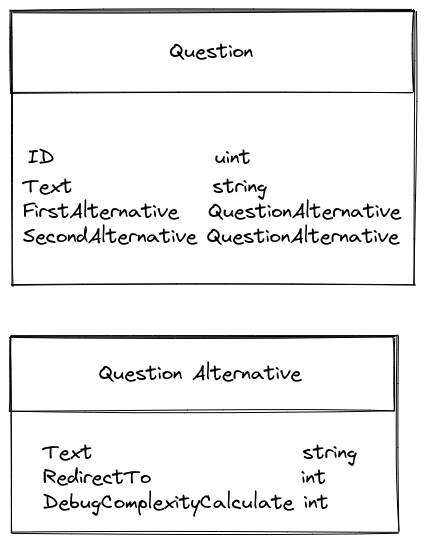 Question
ID uint
Text string
FirstAlternative QuestionAlternative
SecondAlternative QuestionAlternative
Question Alternative
Text string
RedirectTo int
DebugComplexityCalculate int